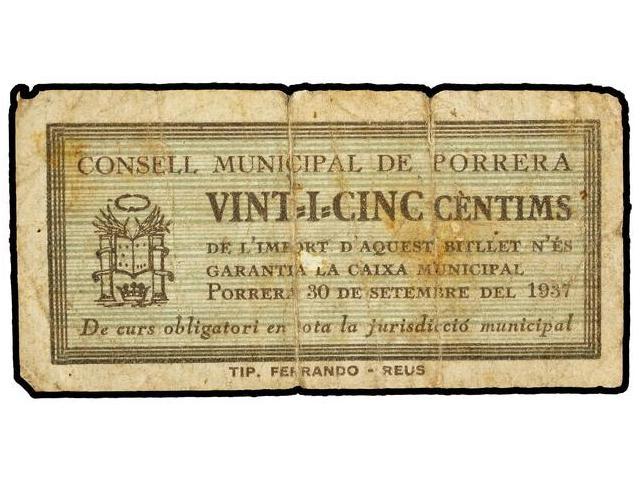 CONSELL MUNICIPAL DE PORRERA
VINT-I-CINC CÈNTIMS
DE L'IMPORT D'AQUEST BITLLET N'ÉS
GARANTIA LA CAIXA MUNICIPAL
PORRERA 30 DE SETEMBRE DEL 1937
De curs obligatori en tota la jurisdicció municipal
TIP. FERRANDO - REUS